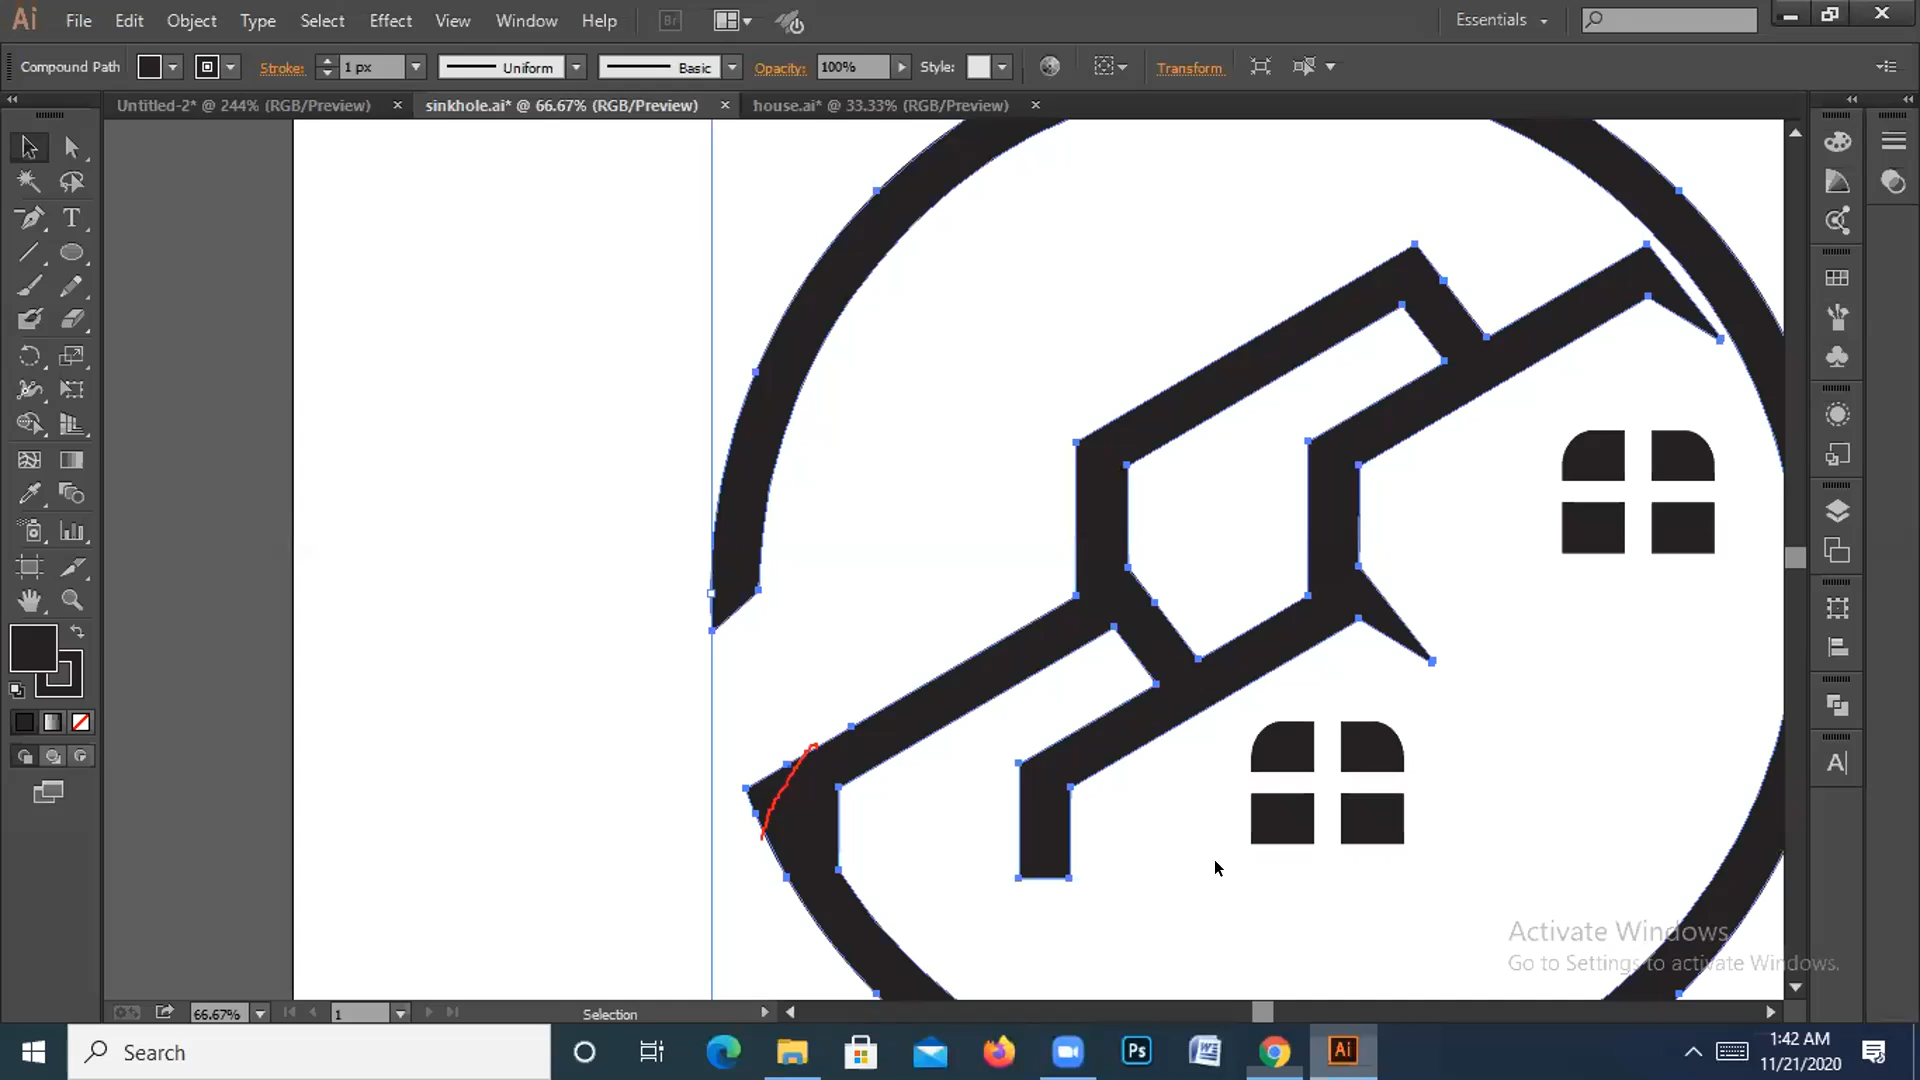 Ai File Edit Object Type Select Effect View Window Help Br Essentials
Compound Path Stroke: 1 px Uniform Basic Opacity: 100% Style: Transform
Untitled-2* @ 244% (RGB/Preview) × sinkhole.ai* @ 66.67% (RGB/Preview) × house.ai* @ 33.33% (RGB/Preview) ×
T
A
Activate Windows
Go to Settings to activate Windows.
66.67% 1 Selection
Search Ps W Ai 1:42 AM
11/21/2020